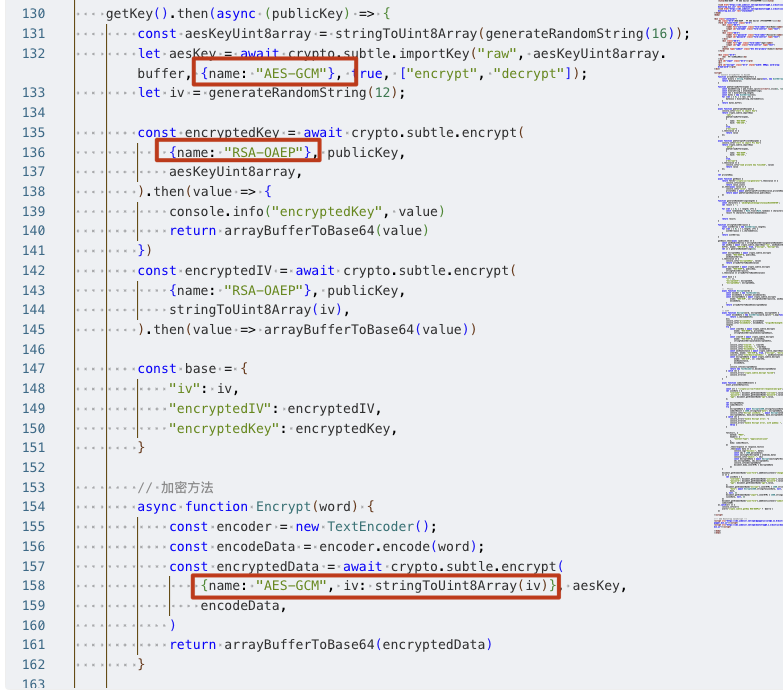 130 getKey().then(async (publicKey) => {
131 const aesKeyUint8array = stringToUint8Array(generateRandomString(16));
132 let aesKey = await crypto.subtle.importKey("raw", aesKeyUint8array.
buffer, {name: "AES-GCM"}, true, ["encrypt", "decrypt"]);
133 let iv = generateRandomString(12);
134
135 const encryptedKey = await crypto.subtle.encrypt(
136 {name: "RSA-OAEP"}, publicKey,
137 aesKeyUint8array,
138 ).then(value => {
139 console.info("encryptedKey", value)
140 return arrayBufferToBase64(value)
141 })
142 const encryptedIV = await crypto.subtle.encrypt(
143 {name: "RSA-OAEP"}, publicKey,
144 stringToUint8Array(iv),
145 ).then(value => arrayBufferToBase64(value))
146
147 const base = {
148 "iv": iv,
149 "encryptedIV": encryptedIV,
150 "encryptedKey": encryptedKey,
151 }
152
153 // 加密方法
154 async function Encrypt(word) {
155 const encoder = new TextEncoder();
156 const encodeData = encoder.encode(word);
157 const encryptedData = await crypto.subtle.encrypt(
158 {name: "AES-GCM", iv: stringToUint8Array(iv)}, aesKey,
159 encodeData,
160 )
161 return arrayBufferToBase64(encryptedData)
162 }
163